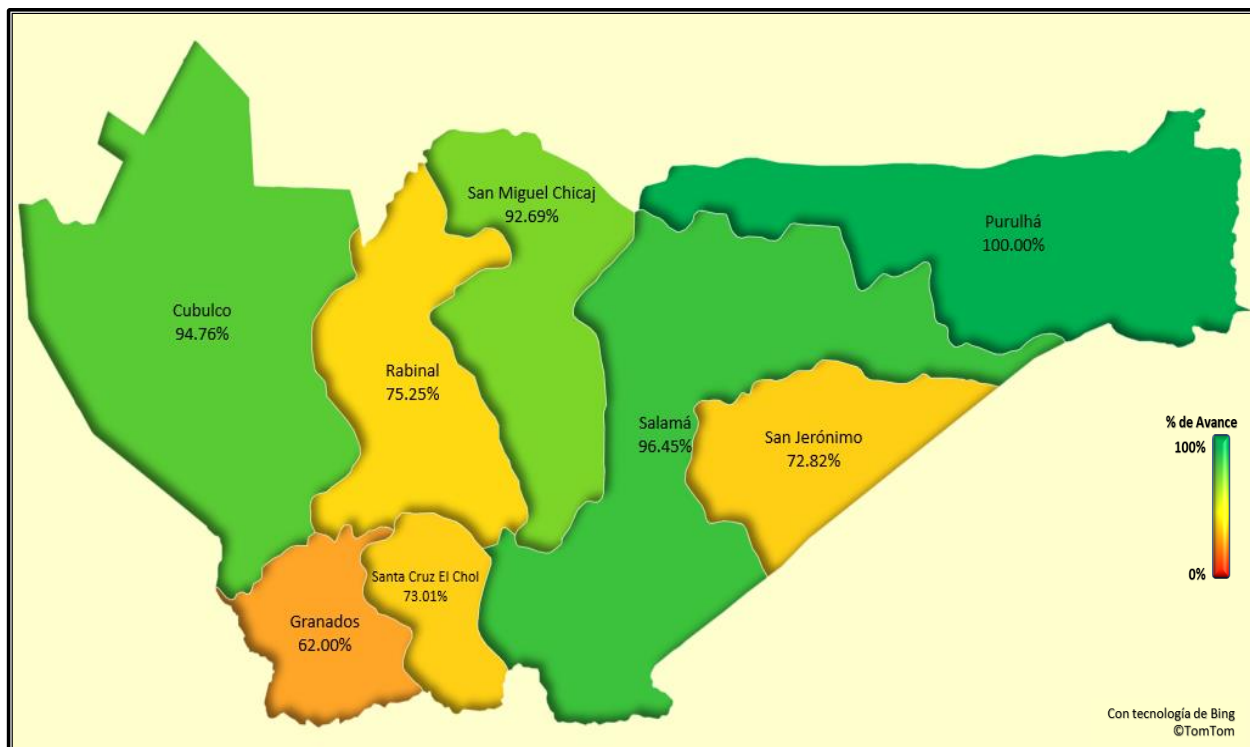 San Miguel Chicaj
92.69%
Purulhá
100.00%
Cubulco
94.76%
Rabinal
75.25%
Salamá
96.45%
San Jerónimo
72.82%
Santa Cruz El Chol
73.01%
Granados
62.00%
% de Avance
100%
0%
Con tecnología de Bing
©TomTom